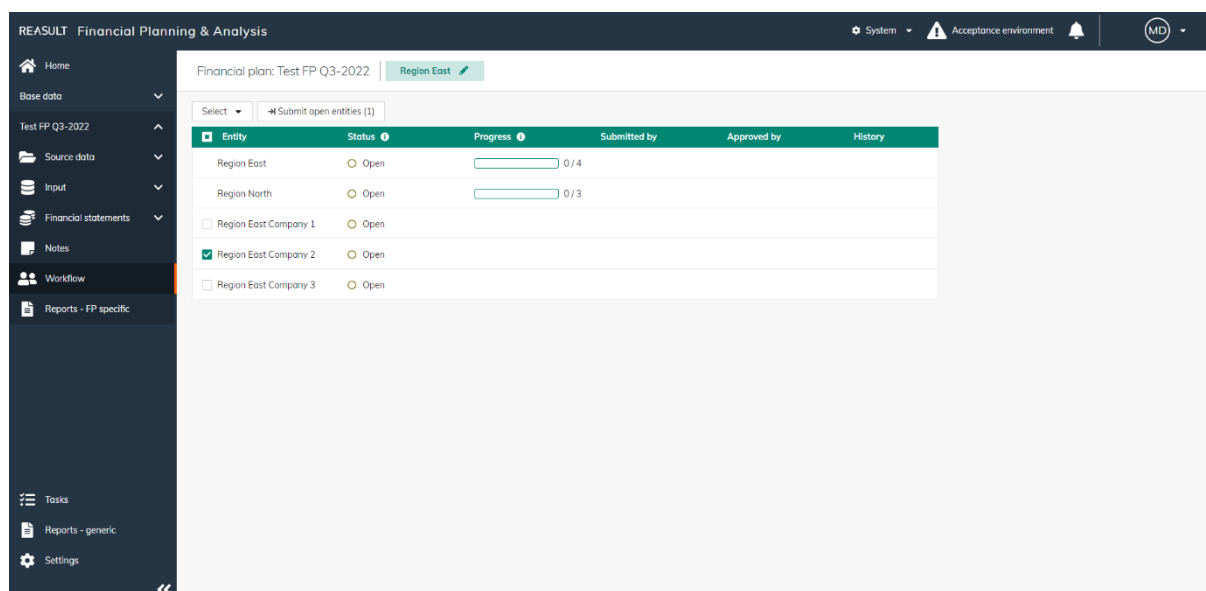 REASULT Financial Planning & Analysis
System
Acceptance environment
MD
Home
Base data
Test FP Q3-2022
Source data
Input
Financial statements
Notes
Workflow
Reports - FP specific
Tasks
Reports - generic
Settings
Financial plan: Test FP Q3-2022 Region East
Select Submit open entities (1)
Entity Status Progress Submitted by Approved by History
Region East Open 0 / 4
Region North Open 0 / 3
Region East Company 1 Open
Region East Company 2 Open
Region East Company 3 Open